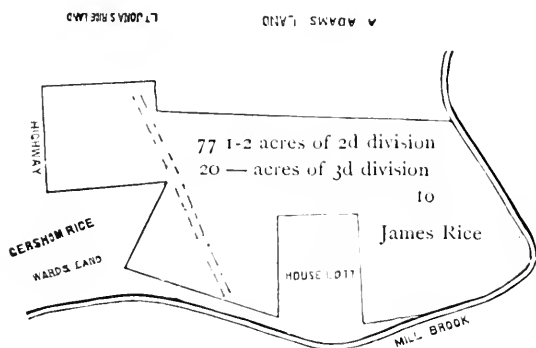 LT JONAS RICE LAND
A ADAMS LAND
HIGHWAY
77 1-2 acres of 2d division
20 — acres of 3d division
to
James Rice
GERSHOM RICE
WARDS LAND
HOUSE LOTT
MILL BROOK